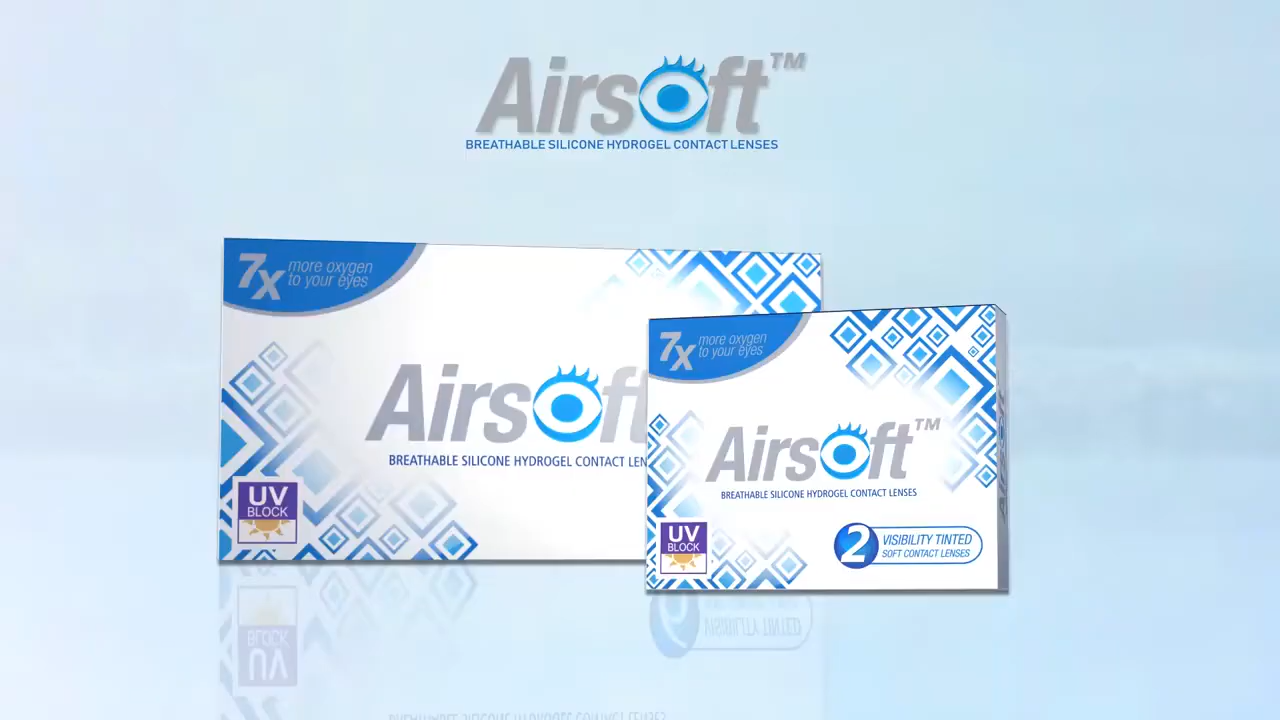 Airsoft™
BREATHABLE SILICONE HYDROGEL CONTACT LENSES
7x more oxygen
to your eyes
Airsoft
BREATHABLE SILICONE HYDROGEL CONTACT
UV
BLOCK
7x more oxygen
to your eyes
Airsoft™
BREATHABLE SILICONE HYDROGEL CONTACT LENSES
UV
BLOCK
2 VISIBILITY TINTED
SOFT CONTACT LENSES
Airsoft